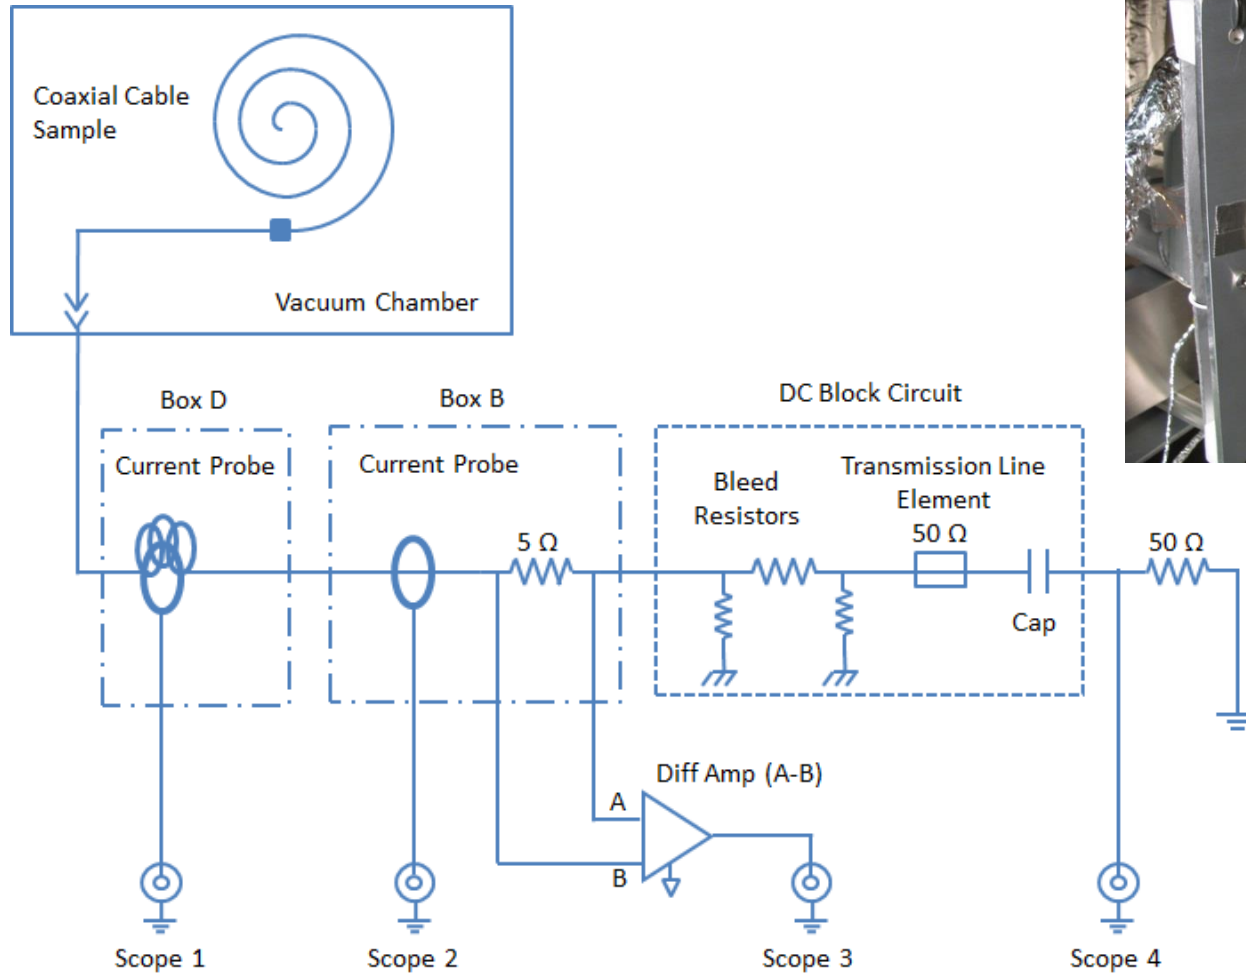 Coaxial Cable
Sample
Vacuum Chamber
Box D
Box B
DC Block Circuit
Current Probe
Current Probe
Bleed
Resistors
Transmission Line
Element
50 Ω
5 Ω
50 Ω
Cap
Diff Amp (A-B)
A
B
Scope 1
Scope 2
Scope 3
Scope 4